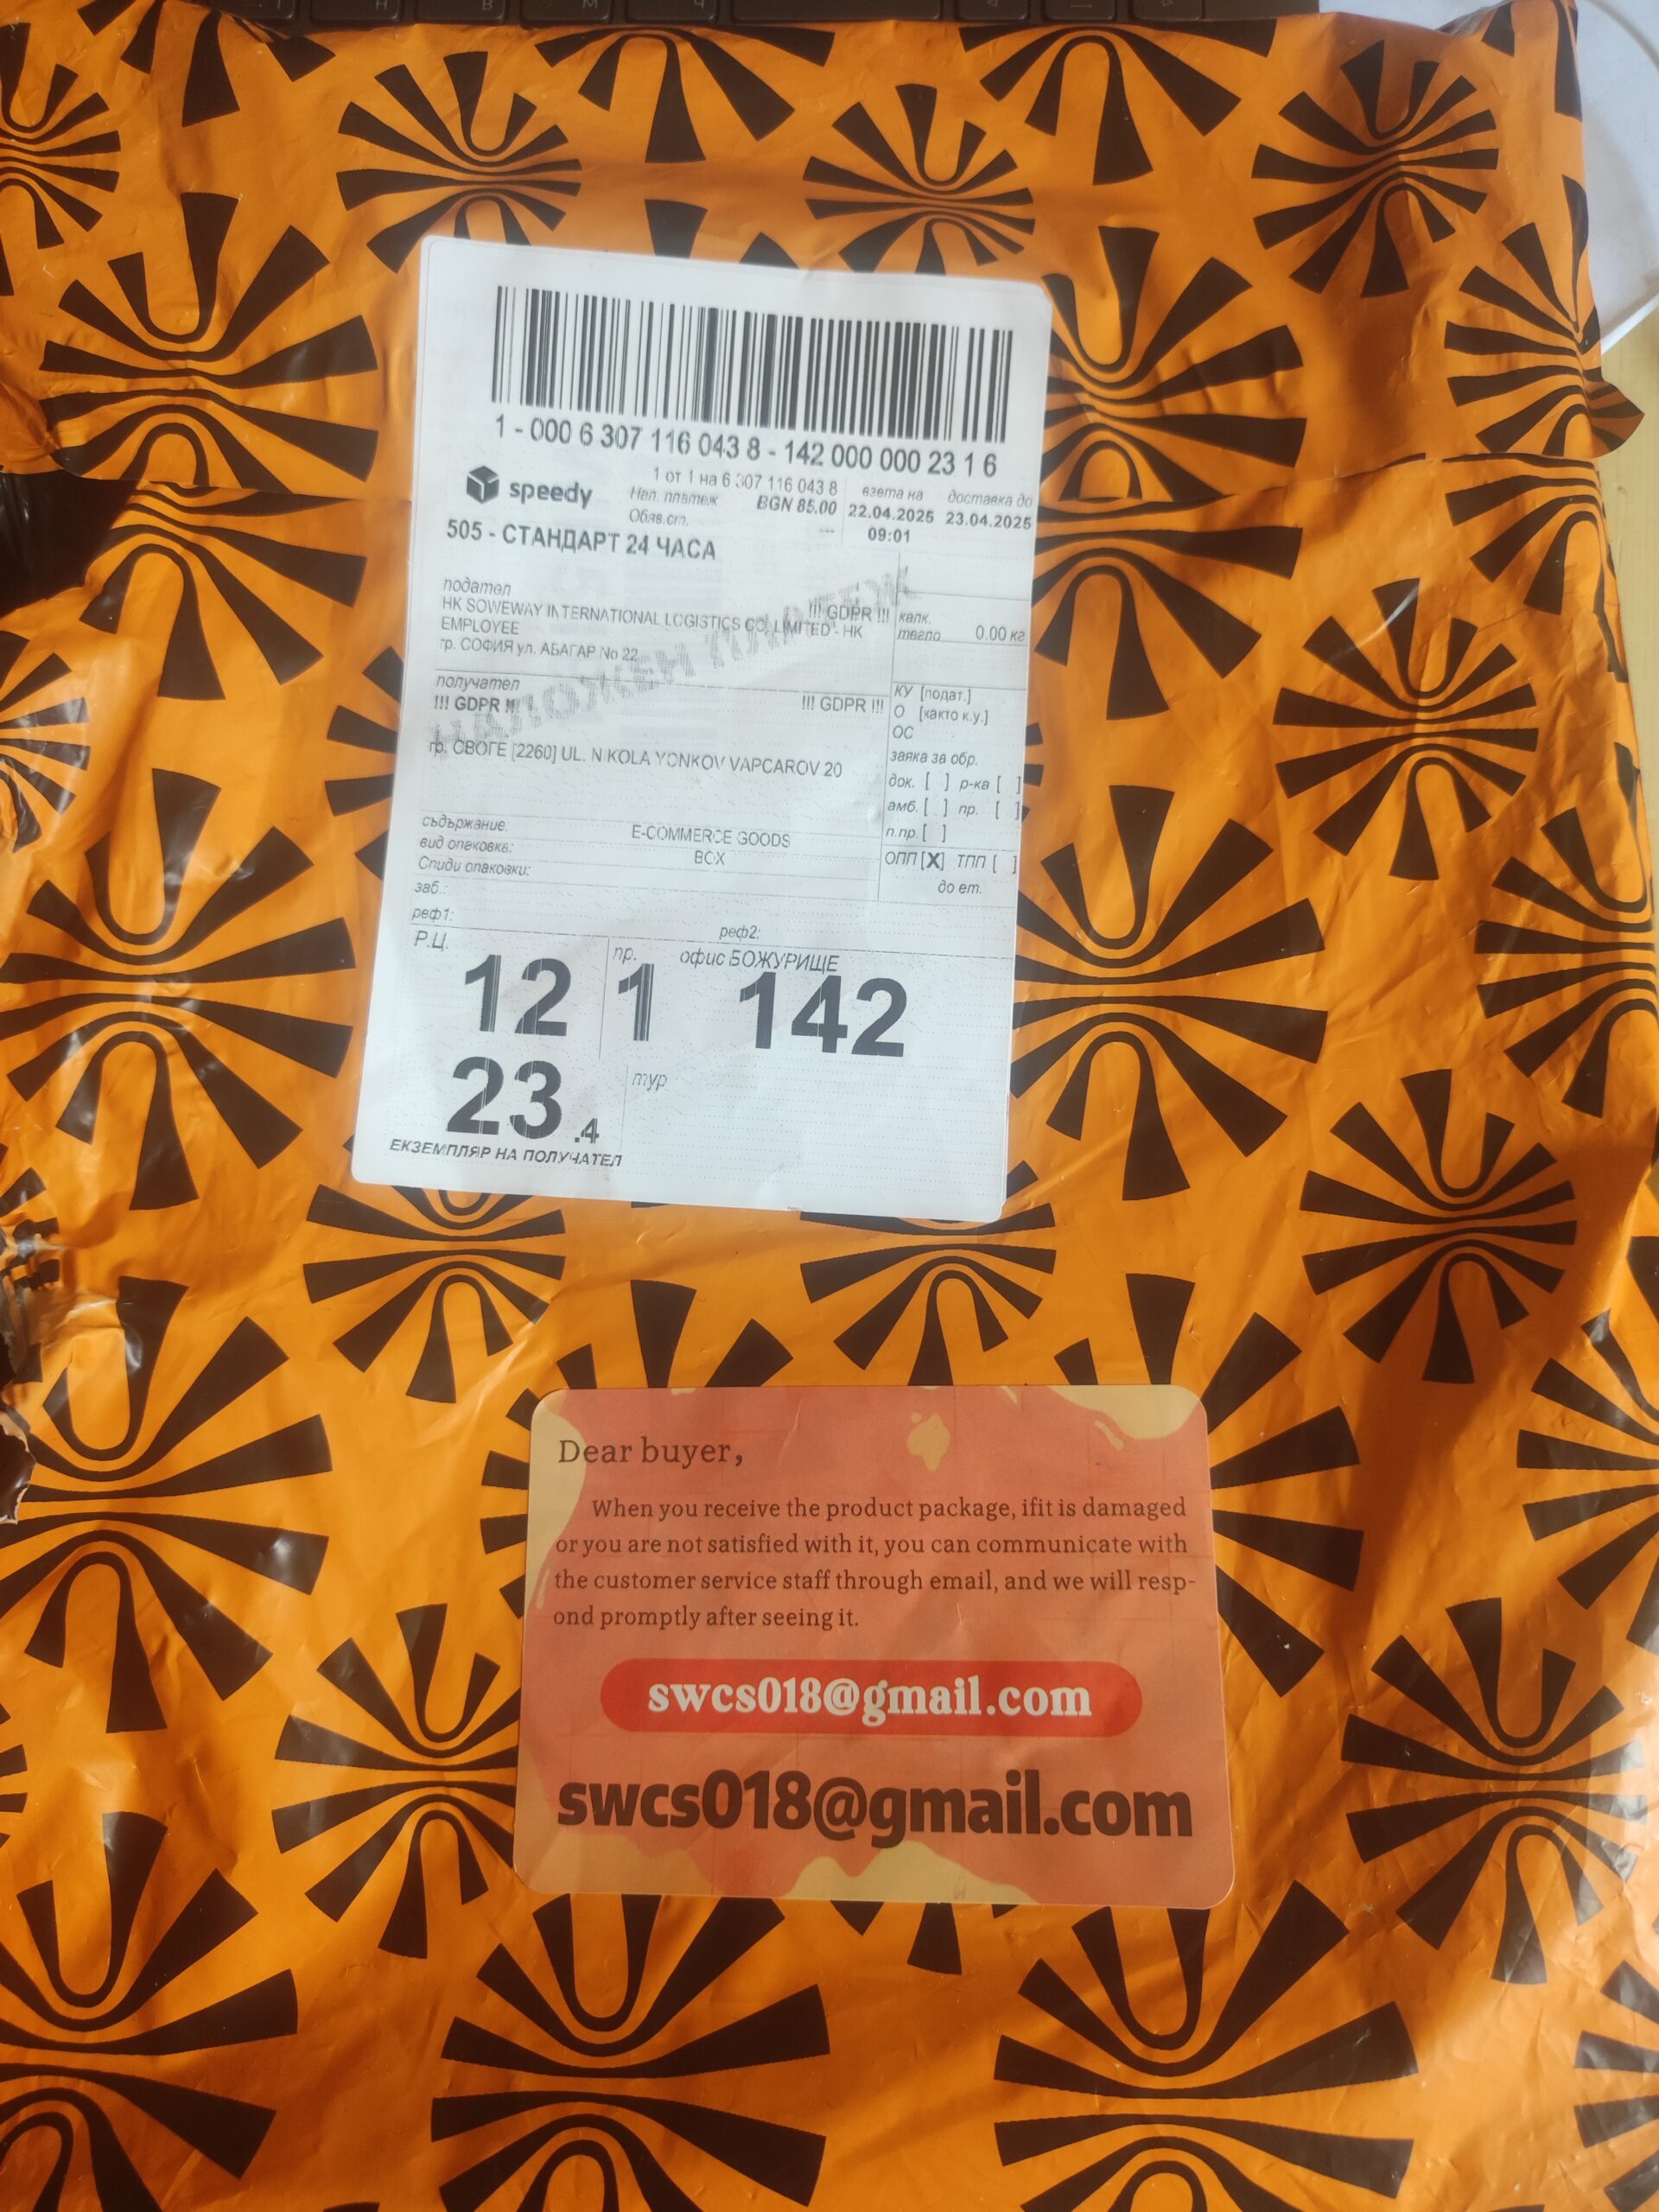 1 - 000 6 307 116 043 8 - 142 000 000 23 1 6
speedy
1 от 1 на 6 307 116 043 8
Нал. платеж BGN 85.00
Обяв.ст. ---
взета на
22.04.2025
09:01
доставка до
23.04.2025
505 - СТАНДАРТ 24 ЧАСА
подател
HK SOWEWAY INTERNATIONAL LOGISTICS CO. LIMITED - HK
!!! GDPR !!!
EMPLOYEE
гр. СОФИЯ ул. АБАГАР No 22
НАЛОЖЕН ПЛАТЕЖ
калк.
тегло 0.00 кг
получател
!!! GDPR !!!
!!! GDPR !!!
гр. СВОГЕ [2260] UL. NIKOLA YONKOV VAPCAROV 20
КУ [подат.]
О [както к.у.]
ОС
заявка за обр.
док. [ ] р-ка [ ]
амб. [ ] пр. [ ]
п.пр. [ ]
ОПП [X] ТПП [ ]
до ет.
съдържание: E-COMMERCE GOODS
вид опаковка: BOX
Спиди опаковки:
заб.:
реф1: реф2:
Р.Ц. 12
пр. 1
офис БОЖУРИЩЕ
142
23.4
тур
ЕКЗЕМПЛЯР НА ПОЛУЧАТЕЛ
Dear buyer,
When you receive the product package, ifit is damaged
or you are not satisfied with it, you can communicate with
the customer service staff through email, and we will resp-
ond promptly after seeing it.
swcs018@gmail.com
swcs018@gmail.com